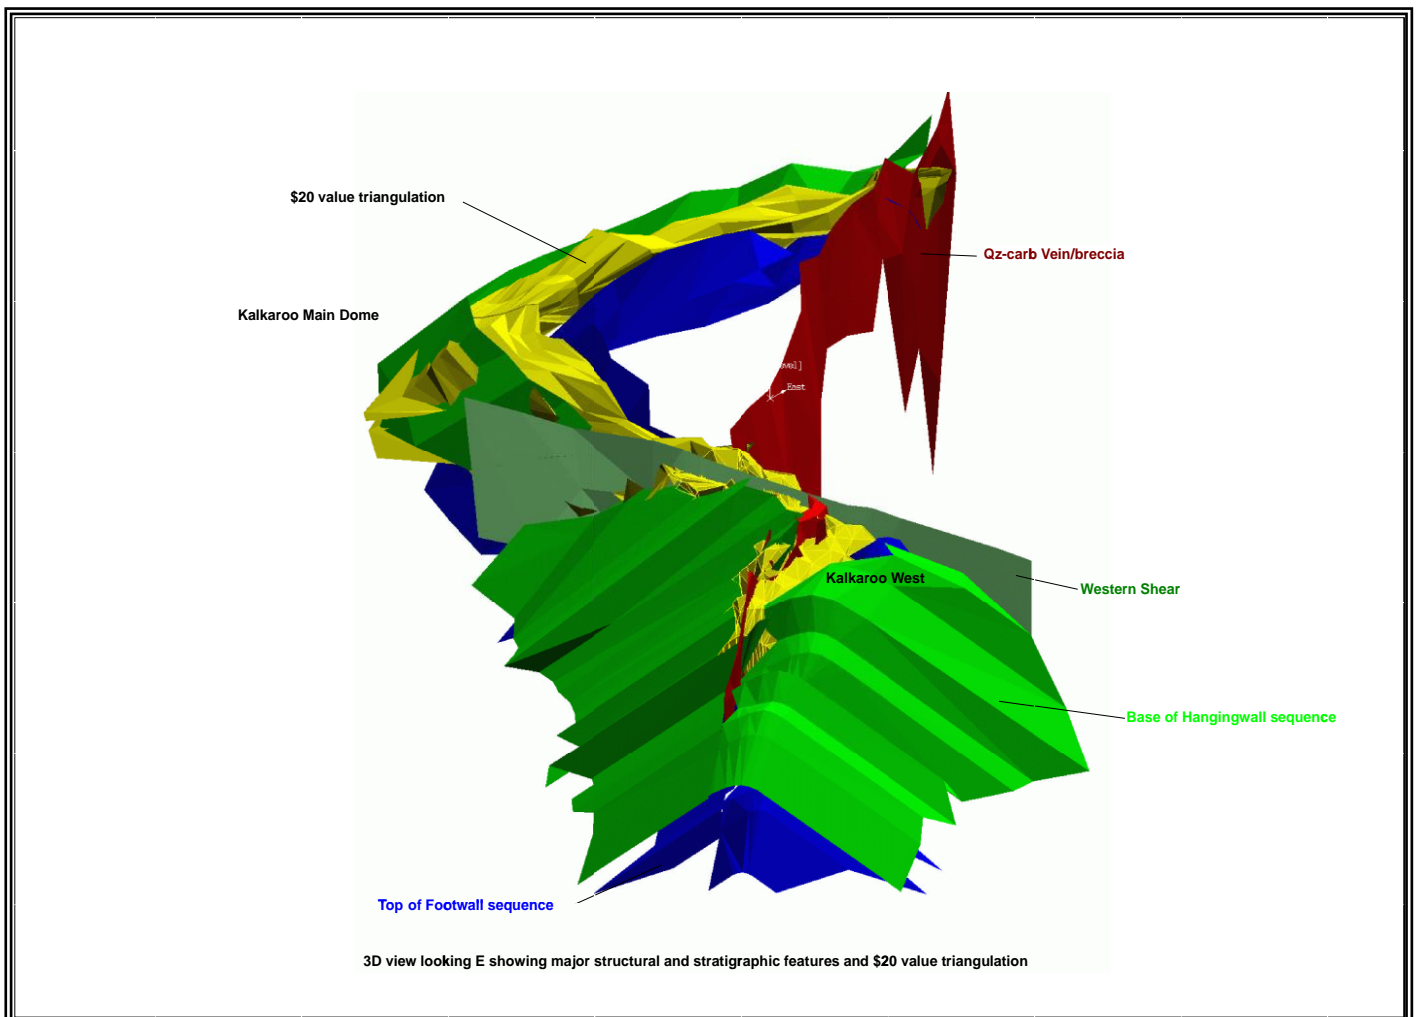 $20 value triangulation
Qz-carb Vein/breccia
Kalkaroo Main Dome
East
Kalkaroo West
Western Shear
Base of Hangingwall sequence
Top of Footwall sequence
3D view looking E showing major structural and stratigraphic features and $20 value triangulation